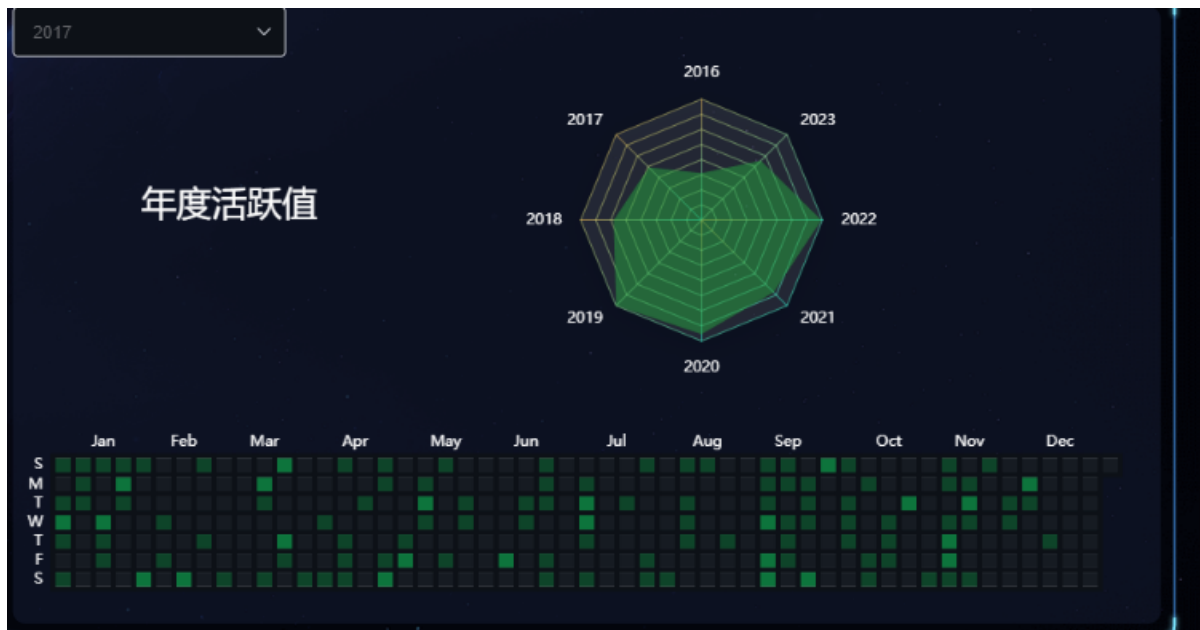 2017
2016
2017
2023
年度活跃值
2018
2022
2019
2021
2020
Jan Feb Mar Apr May Jun Jul Aug Sep Oct Nov Dec
S
M
T
W
T
F
S